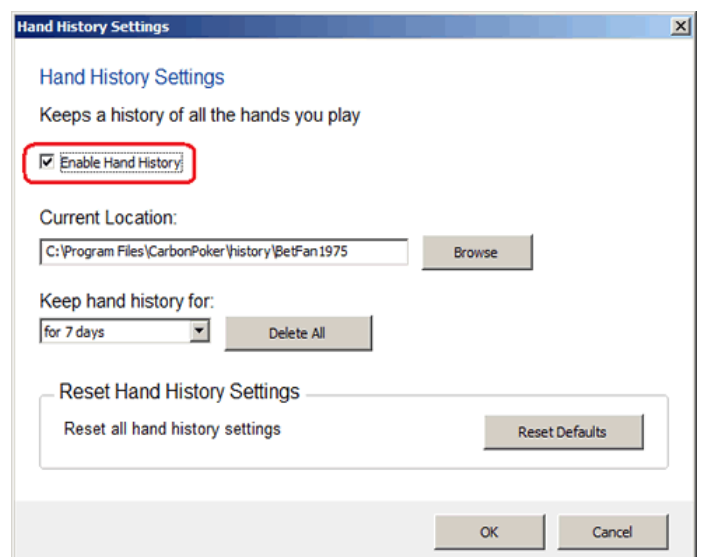 Hand History Settings
Hand History Settings
Keeps a history of all the hands you play
Enable Hand History
Current Location:
C:\Program Files\CarbonPoker\history\BetFan1975
Browse
Keep hand history for:
for 7 days
Delete All
Reset Hand History Settings
Reset all hand history settings
Reset Defaults
OK
Cancel